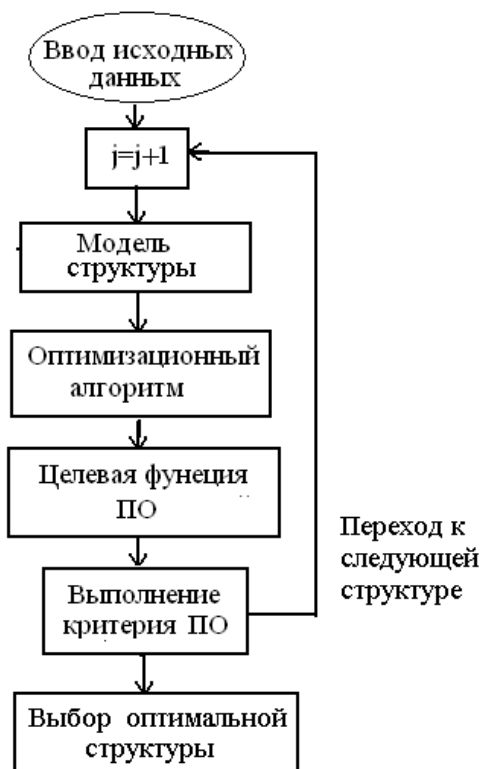 Ввод исходных
данных
j=j+1
Модель
структуры
Оптимизационный
алгоритм
Целевая фунеция
ПО
Выполнение
критерия ПО
Переход к
следующей
структуре
Выбор оптимальной
структуры